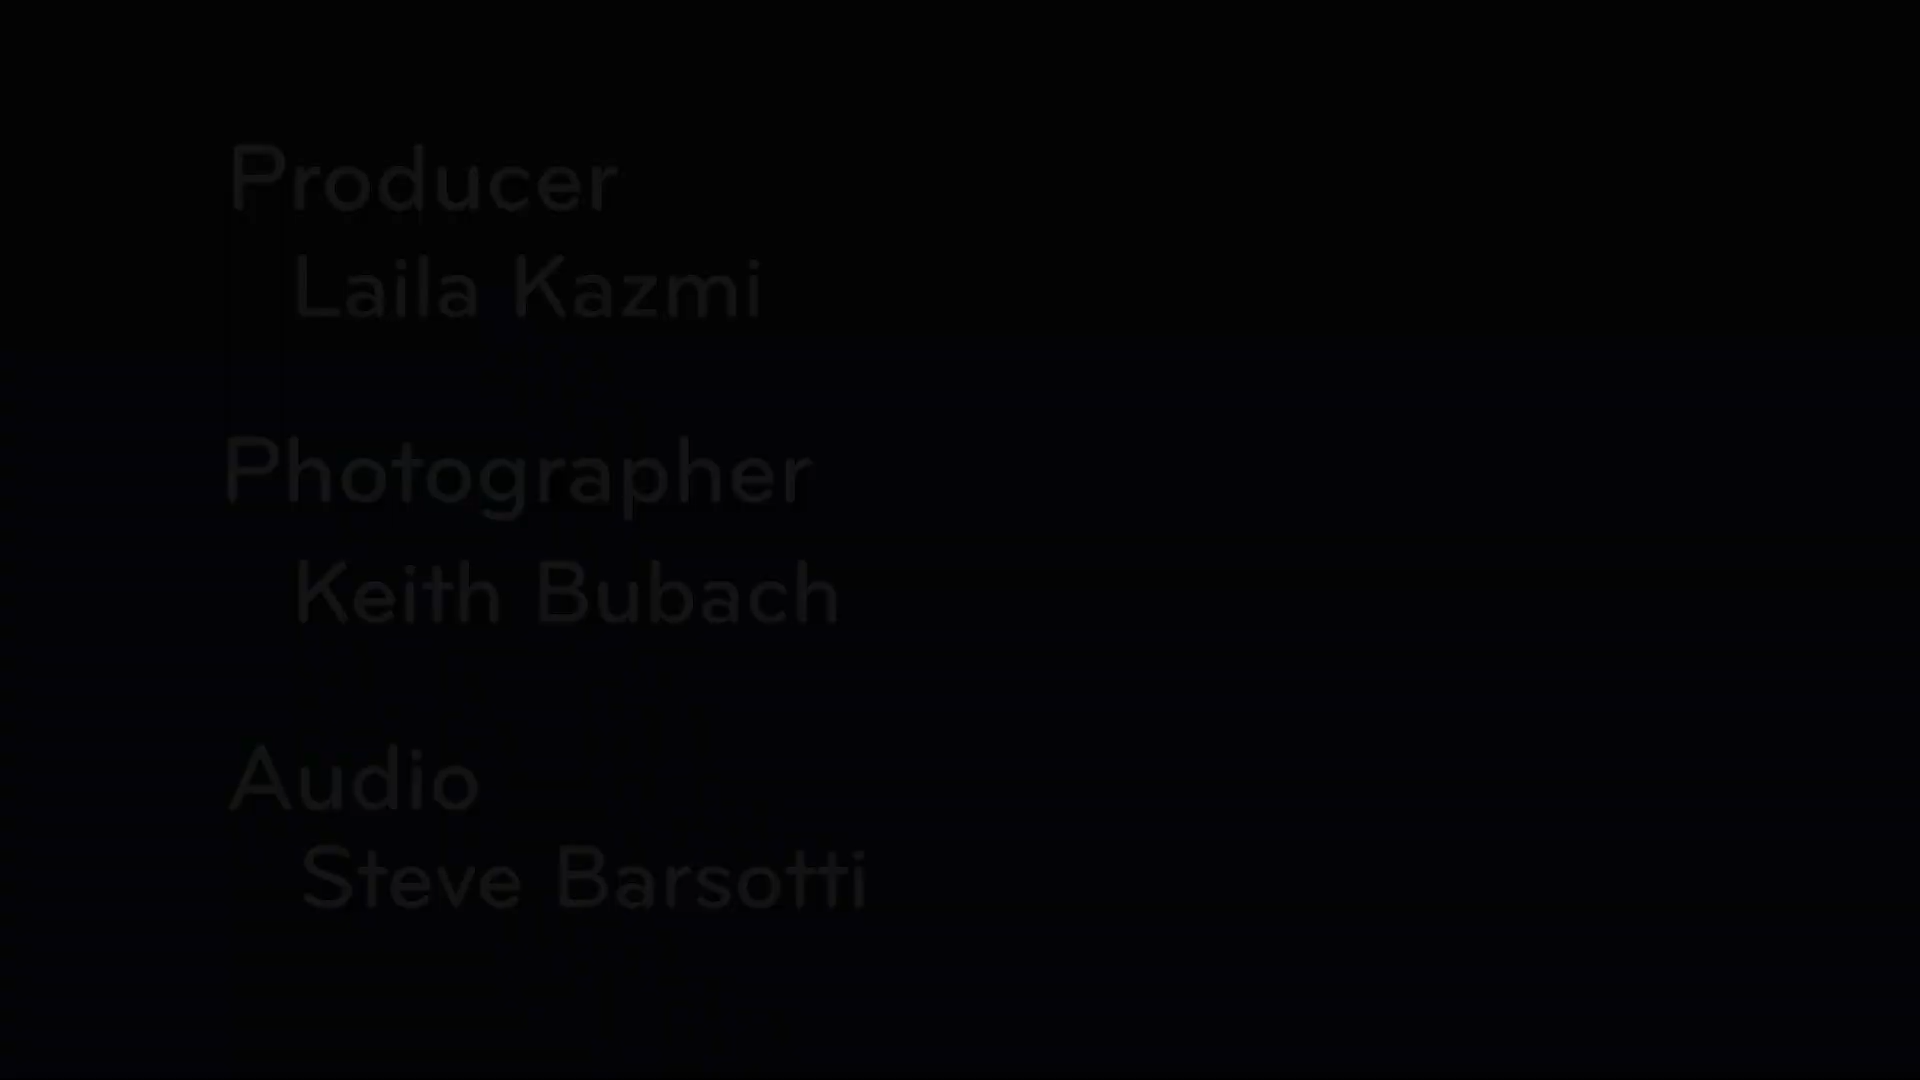 Producer
Laila Kazmi
Photographer
Keith Bubach
Audio
Steve Barsotti